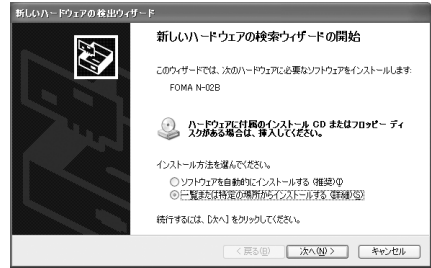 新しいハードウェアの検出ウィザード
新しいハードウェアの検索ウィザードの開始
このウィザードでは、次のハードウェアに必要なソフトウェアをインストールします:
FOMA N-02B
ハードウェアに付属のインストール CD またはフロッピー ディ
スクがある場合は、挿入してください。
インストール方法を選んでください。
ソフトウェアを自動的にインストールする (推奨)(I)
一覧または特定の場所からインストールする (詳細)(S)
続行するには、[次へ] をクリックしてください。
< 戻る(B) 次へ(N) > キャンセル